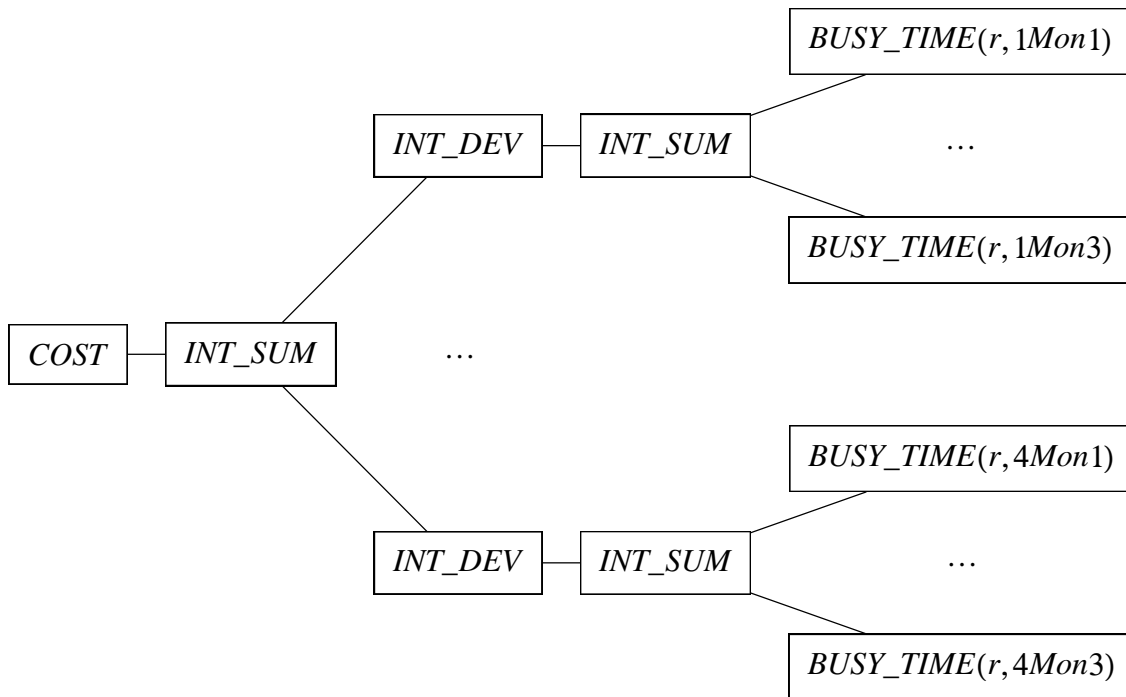 BUSY_TIME(r, 1Mon1)
INT_DEV INT_SUM …
BUSY_TIME(r, 1Mon3)
COST INT_SUM …
BUSY_TIME(r, 4Mon1)
INT_DEV INT_SUM …
BUSY_TIME(r, 4Mon3)